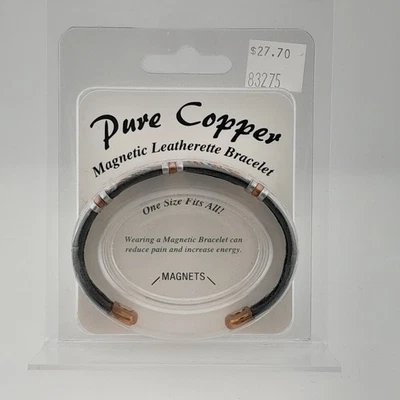 $27.70
83275
Pure Copper
Magnetic Leatherette Bracelet
One Size Fits All!
Wearing a Magnetic Bracelet can
reduce pain and increase energy.
MAGNETS